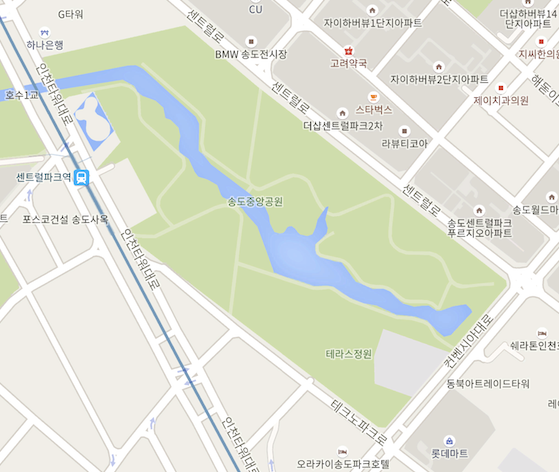 G타워
CU
자이하버뷰1단지아파트
더샵하버뷰14
단지아파트
하나은행
센트럴로
BMW 송도전시장
고려약국
지씨한의원
자이하버뷰2단지아파트
제이치과의원
해돋이
호수1교
인천타워대로
센트럴로
스타벅스
더샵센트럴파크2차
라뷰티코아
센트럴파크역
포스코건설 송도사옥
송도중앙공원
센트럴로
송도센트럴파크
푸르지오아파트
송도월드마
트
인천타워대로
컨벤시아대로
쉐라톤인천
테라스정원
동북아트레이드타워
테크노파크로
인천타워대로
오라카이송도파크호텔
롯데마트
레